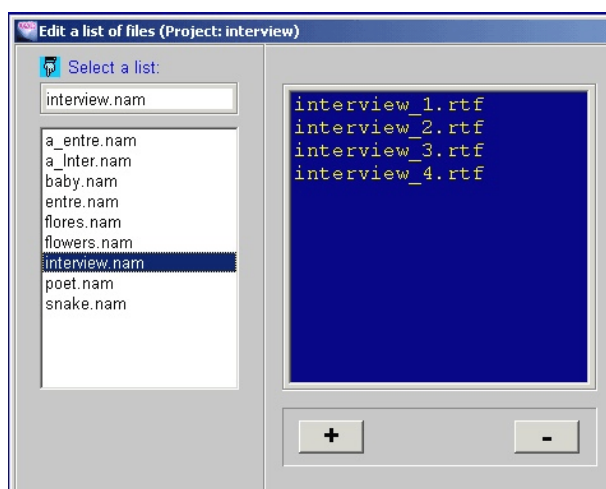 Edit a list of files (Project: interview)
Select a list:
interview.nam
a_entre.nam
a_Inter.nam
baby.nam
entre.nam
flores.nam
flowers.nam
interview.nam
poet.nam
snake.nam
interview_1.rtf
interview_2.rtf
interview_3.rtf
interview_4.rtf
+
-